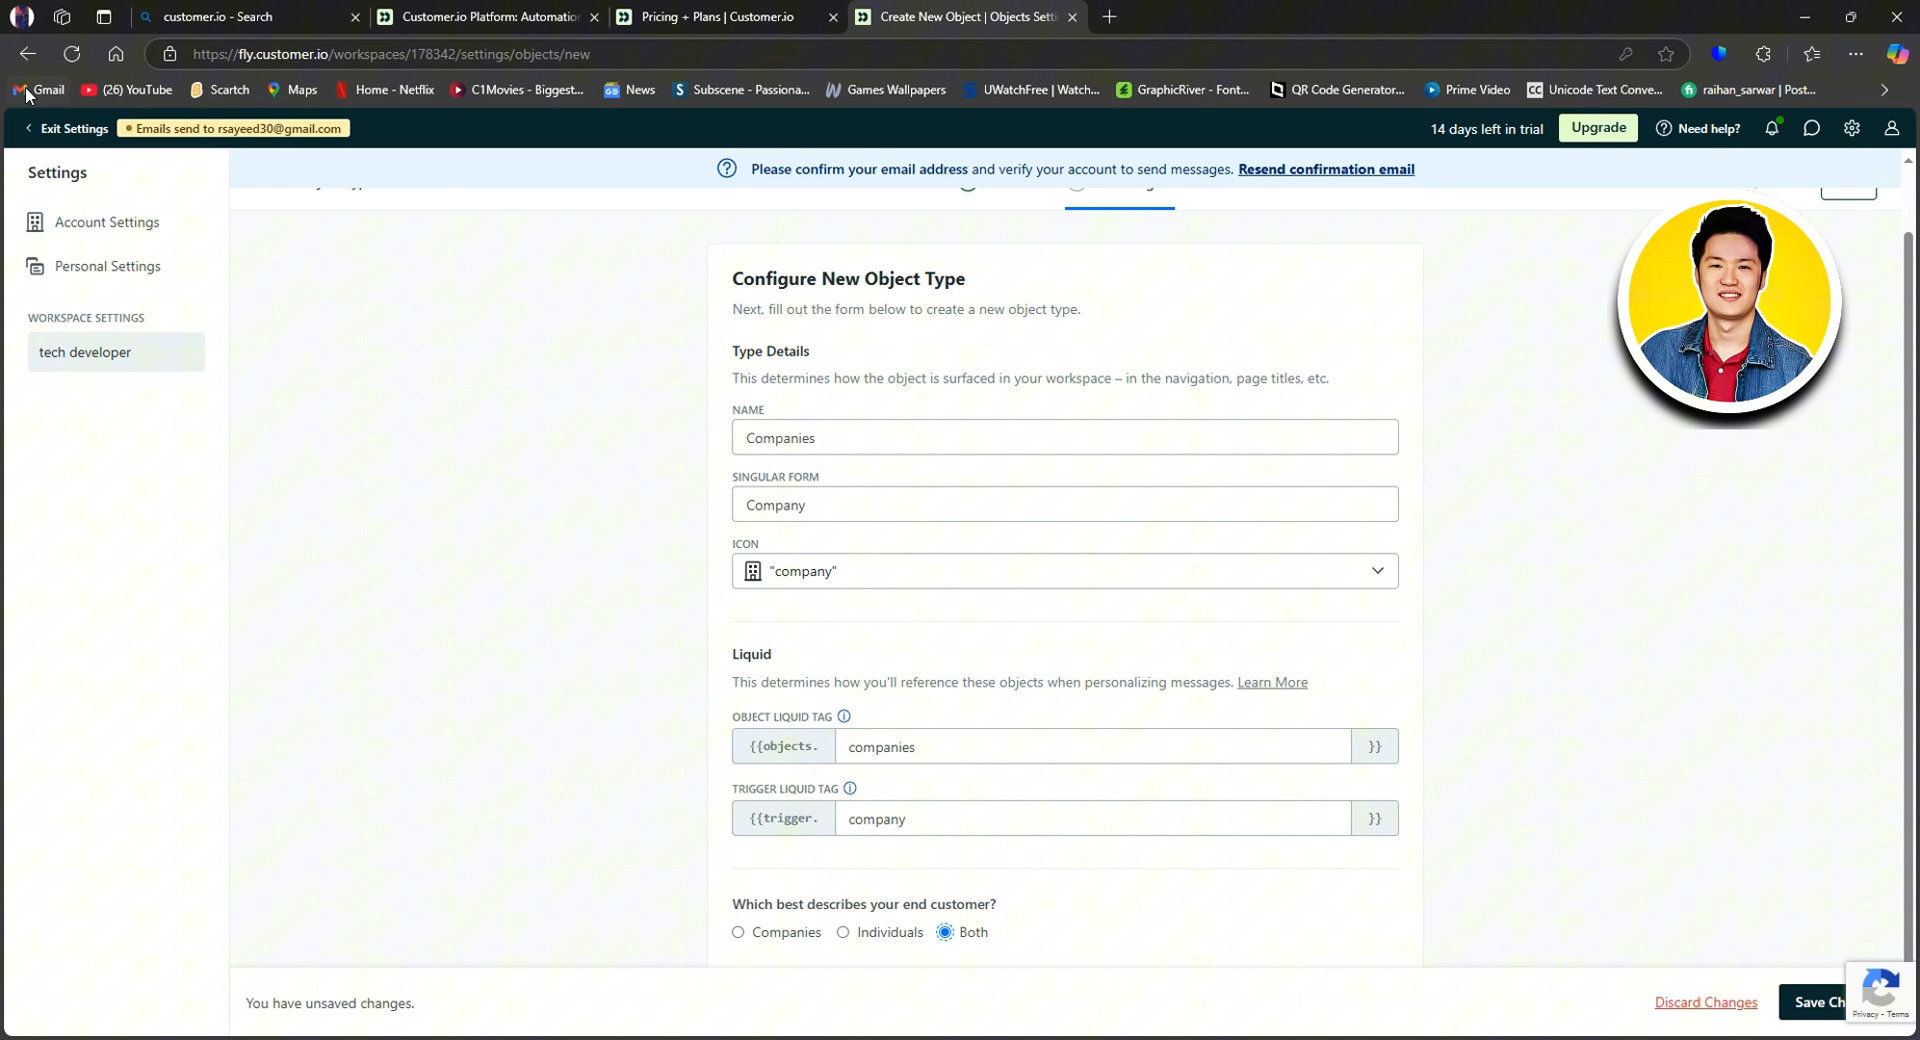 customer.io - Search
Customer.io Platform: Automatio
Pricing + Plans | Customer.io
Create New Object | Objects Setti
https://fly.customer.io/workspaces/178342/settings/objects/new
Gmail
(26) YouTube
Scartch
Maps
Home - Netflix
C1Movies - Biggest...
News
Subscene - Passiona...
Games Wallpapers
UWatchFree | Watch...
GraphicRiver - Font...
QR Code Generator...
Prime Video
Unicode Text Conve...
raihan_sarwar | Post...
Exit Settings
Emails send to rsayeed30@gmail.com
14 days left in trial
Upgrade
Need help?
Settings
Please confirm your email address and verify your account to send messages. Resend confirmation email
Account Settings
Personal Settings
WORKSPACE SETTINGS
tech developer
Configure New Object Type
Next, fill out the form below to create a new object type.
Type Details
This determines how the object is surfaced in your workspace – in the navigation, page titles, etc.
NAME
Companies
SINGULAR FORM
Company
ICON
"company"
Liquid
This determines how you'll reference these objects when personalizing messages. Learn More
OBJECT LIQUID TAG
{{objects. companies }}
TRIGGER LIQUID TAG
{{trigger. company }}
Which best describes your end customer?
Companies Individuals Both
You have unsaved changes.
Discard Changes
Save Ch
Privacy - Terms